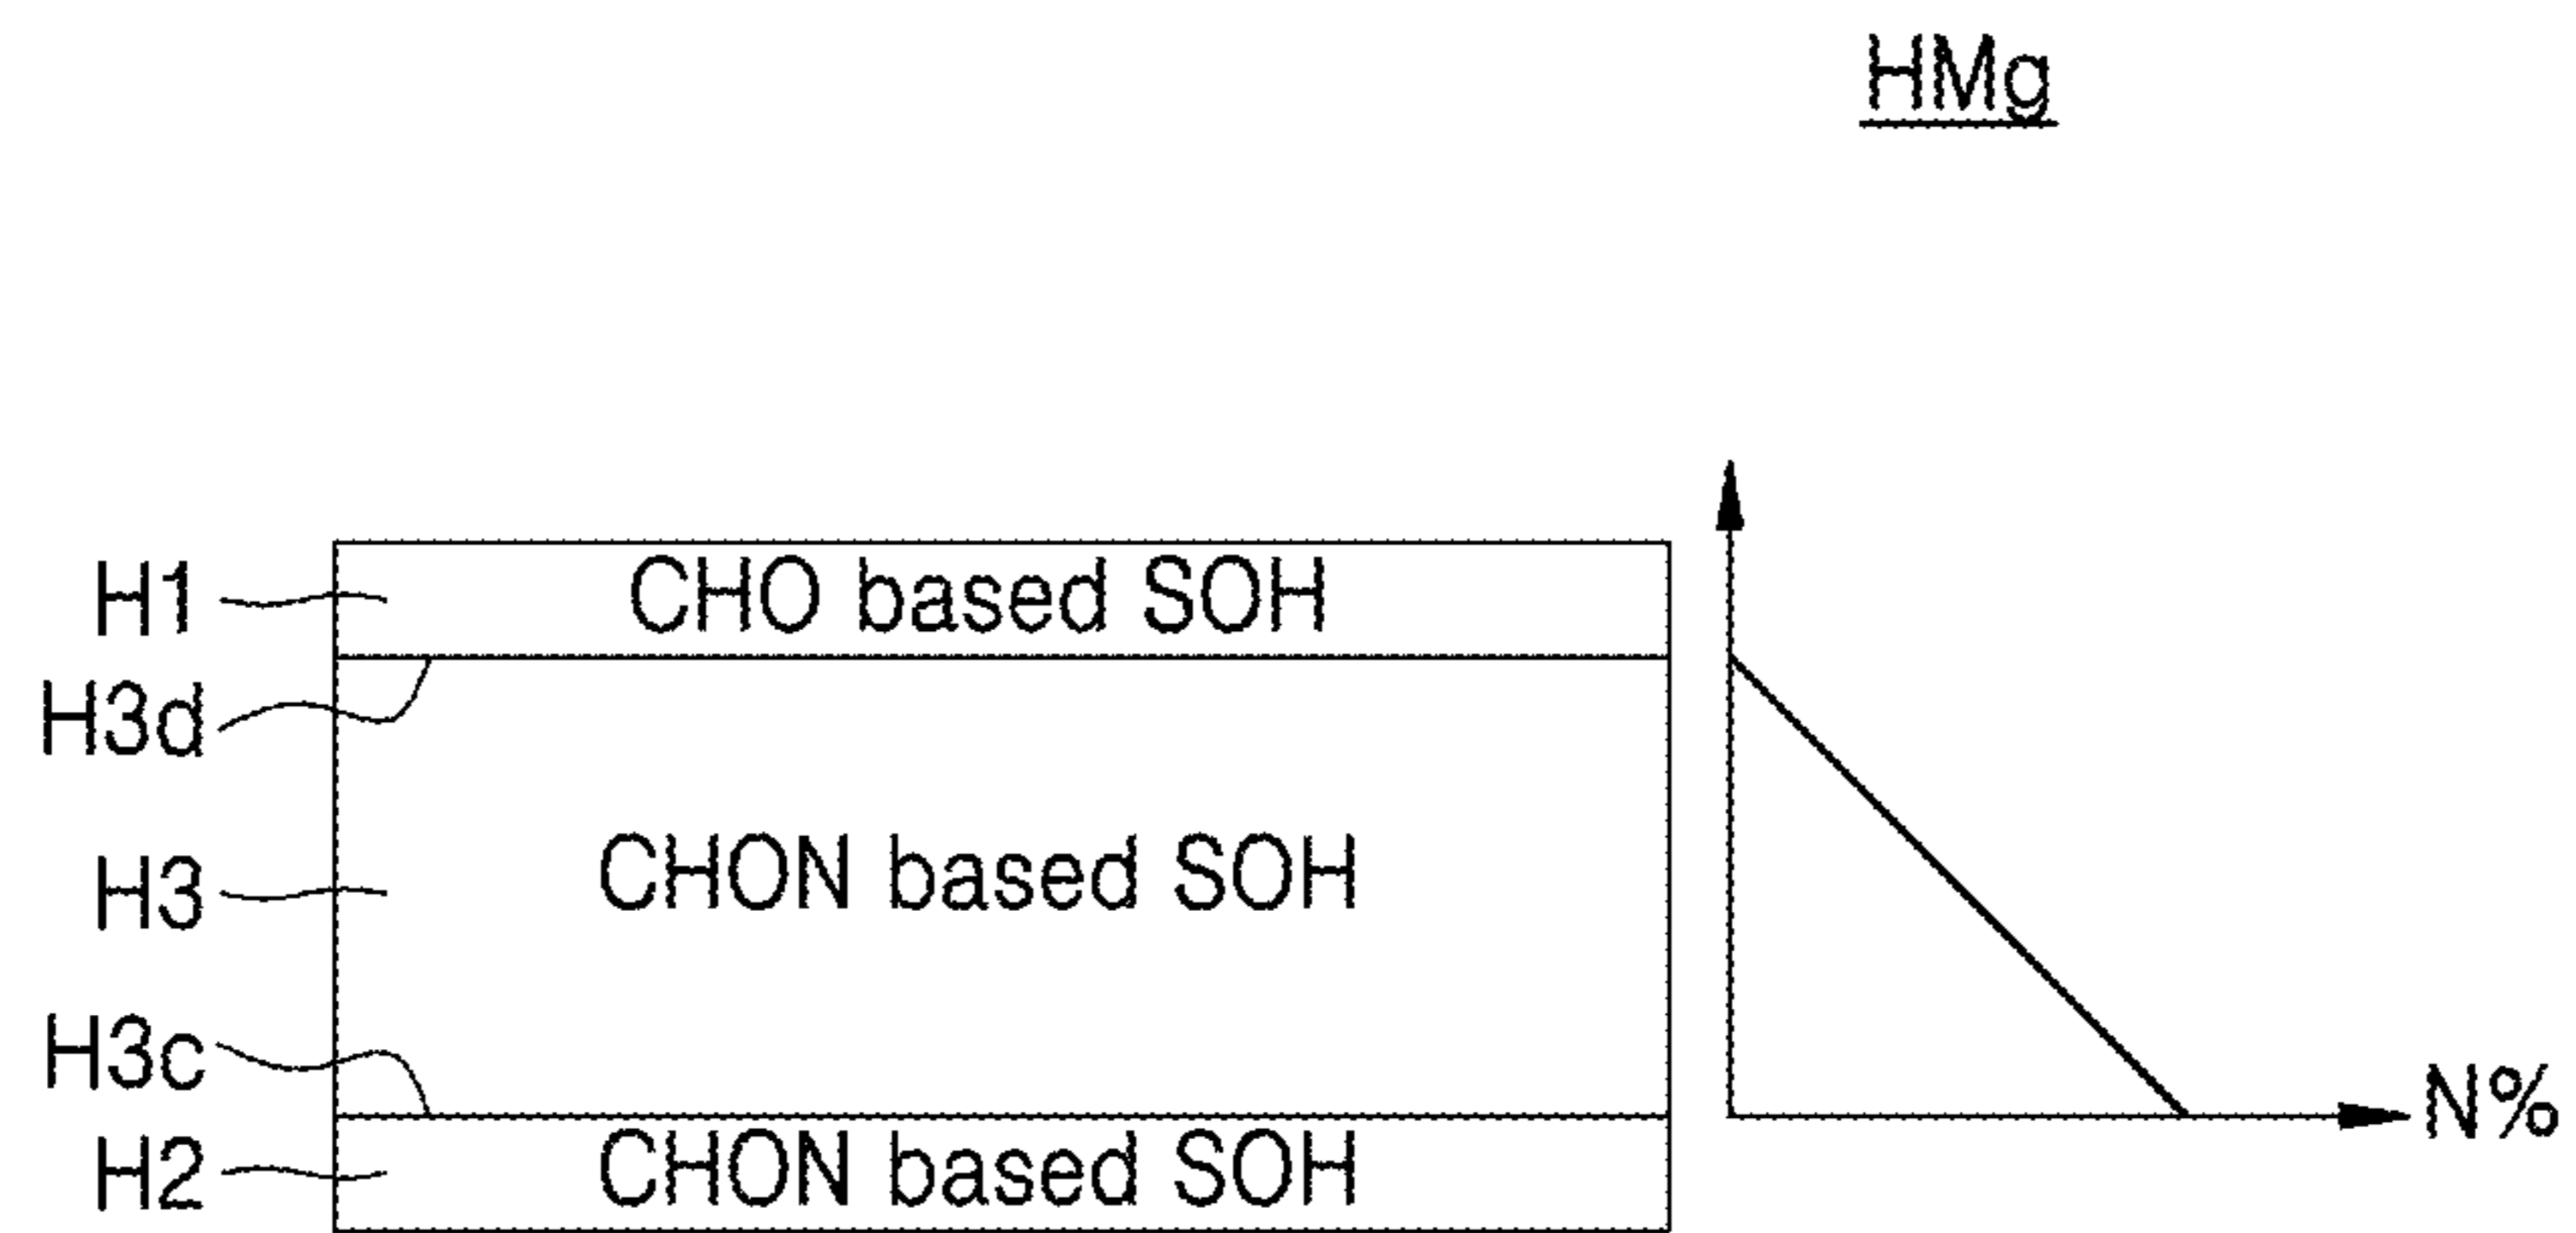 HMg
H1
CHO based SOH
H3d
H3
CHON based SOH
H3c
N%
H2
CHON based SOH